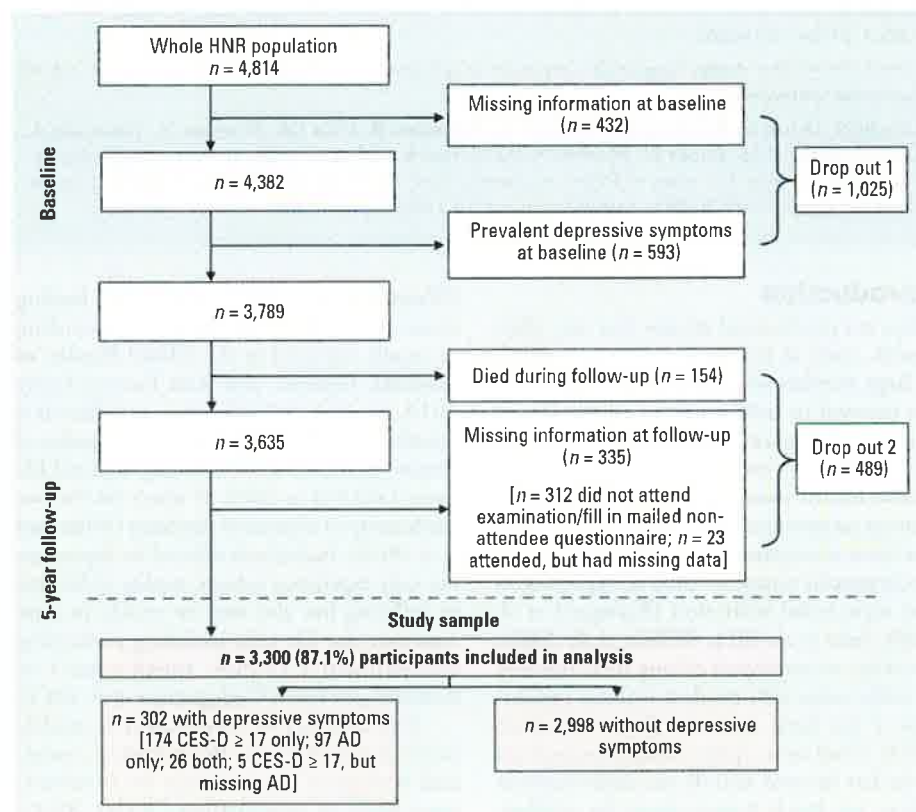 Whole HNR population
n = 4,814
Missing information at baseline
(n = 432)
Drop out 1
(n = 1,025)
Baseline
n = 4,382
Prevalent depressive symptoms
at baseline (n = 593)
n = 3,789
Died during follow-up (n = 154)
n = 3,635
Missing information at follow-up
(n = 335)
[n = 312 did not attend
examination/fill in mailed non-
attendee questionnaire; n = 23
attended, but had missing data]
Drop out 2
(n = 489)
5-year follow-up
Study sample
n = 3,300 (87.1%) participants included in analysis
n = 302 with depressive symptoms
[174 CES-D ≥ 17 only; 97 AD
only; 26 both; 5 CES-D ≥ 17, but
missing AD]
n = 2,998 without depressive
symptoms